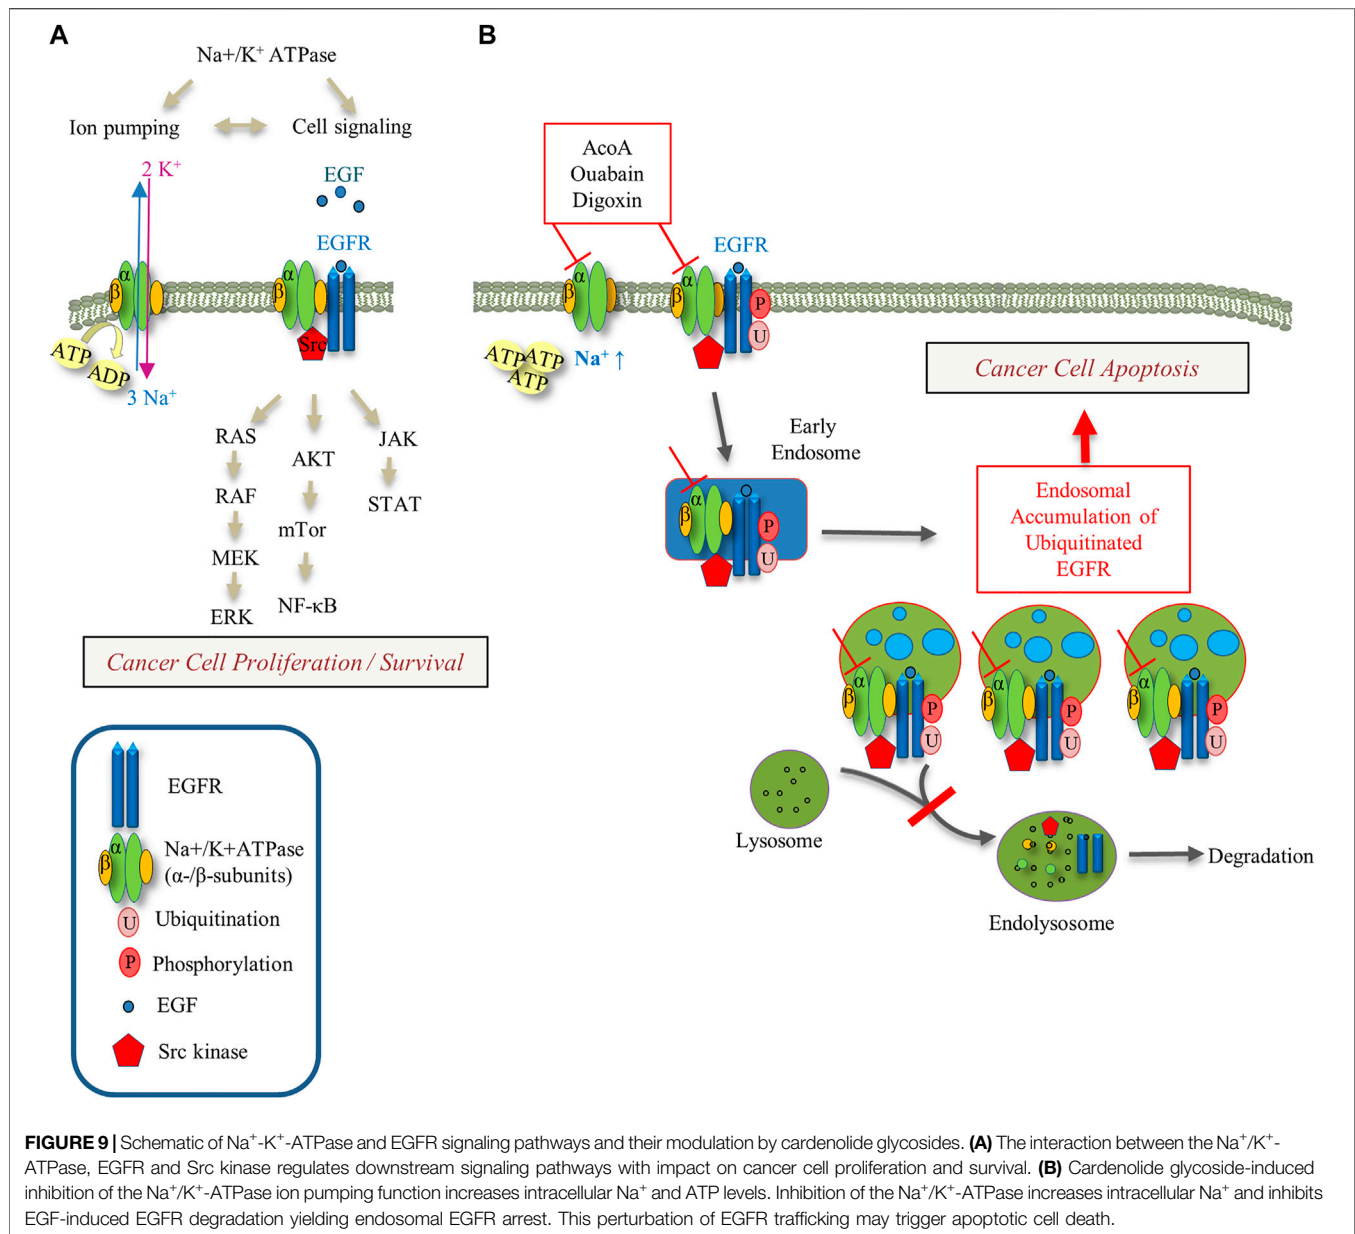 A
Na+/K⁺ ATPase
Ion pumping
Cell signaling
2 K⁺
EGF
EGFR
α
β
α
β
Src
ATP
ADP
3 Na⁺
RAS
RAF
MEK
ERK
AKT
mTor
NF-κB
JAK
STAT
Cancer Cell Proliferation / Survival
EGFR
α
β
Na+/K+ATPase
(α-/β-subunits)
U
Ubiquitination
P
Phosphorylation
EGF
Src kinase
B
AcoA
Ouabain
Digoxin
EGFR
α
β
α
β
P
U
ATP
ATP
ATP
Na⁺ ↑
Cancer Cell Apoptosis
Early
Endosome
α
β
P
U
Endosomal
Accumulation of
Ubiquitinated
EGFR
α
β
P
U
α
β
P
U
α
β
P
U
Lysosome
Endolysosome
Degradation
FIGURE 9 | Schematic of Na⁺-K⁺-ATPase and EGFR signaling pathways and their modulation by cardenolide glycosides. (A) The interaction between the Na⁺/K⁺-
ATPase, EGFR and Src kinase regulates downstream signaling pathways with impact on cancer cell proliferation and survival. (B) Cardenolide glycoside-induced
inhibition of the Na⁺/K⁺-ATPase ion pumping function increases intracellular Na⁺ and ATP levels. Inhibition of the Na⁺/K⁺-ATPase increases intracellular Na⁺ and inhibits
EGF-induced EGFR degradation yielding endosomal EGFR arrest. This perturbation of EGFR trafficking may trigger apoptotic cell death.